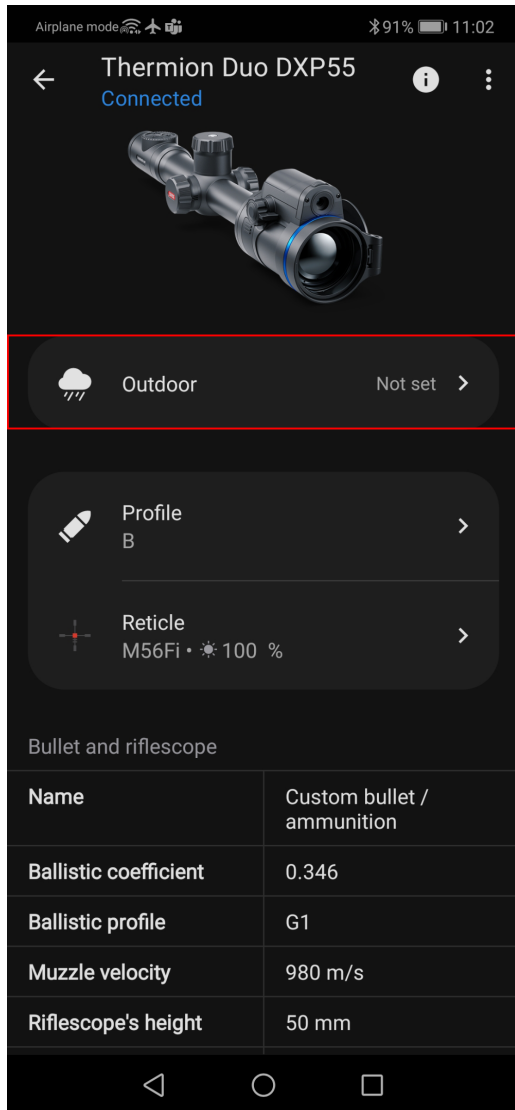 Airplane mode 91% 11:02
Thermion Duo DXP55
Connected
Outdoor Not set
Profile
B
Reticle
M56Fi • 100 %
Bullet and riflescope
Name Custom bullet /
ammunition
Ballistic coefficient 0.346
Ballistic profile G1
Muzzle velocity 980 m/s
Riflescope's height 50 mm